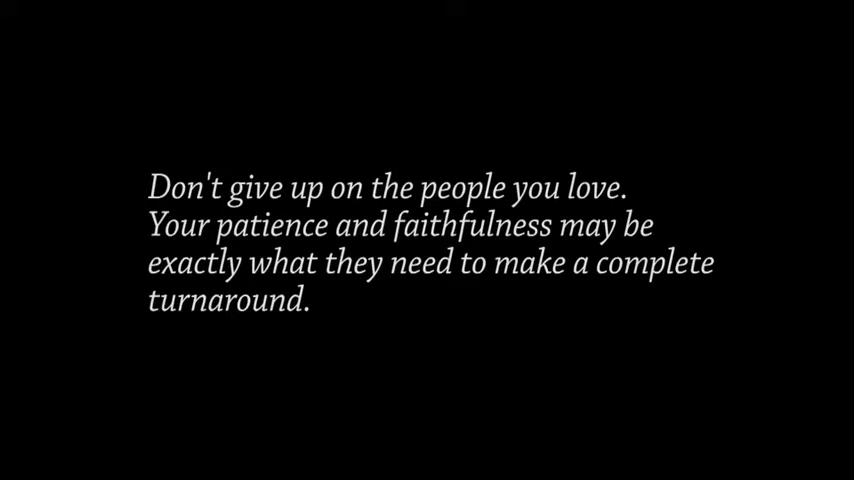 Don't give up on the people you love.
Your patience and faithfulness may be
exactly what they need to make a complete
turnaround.